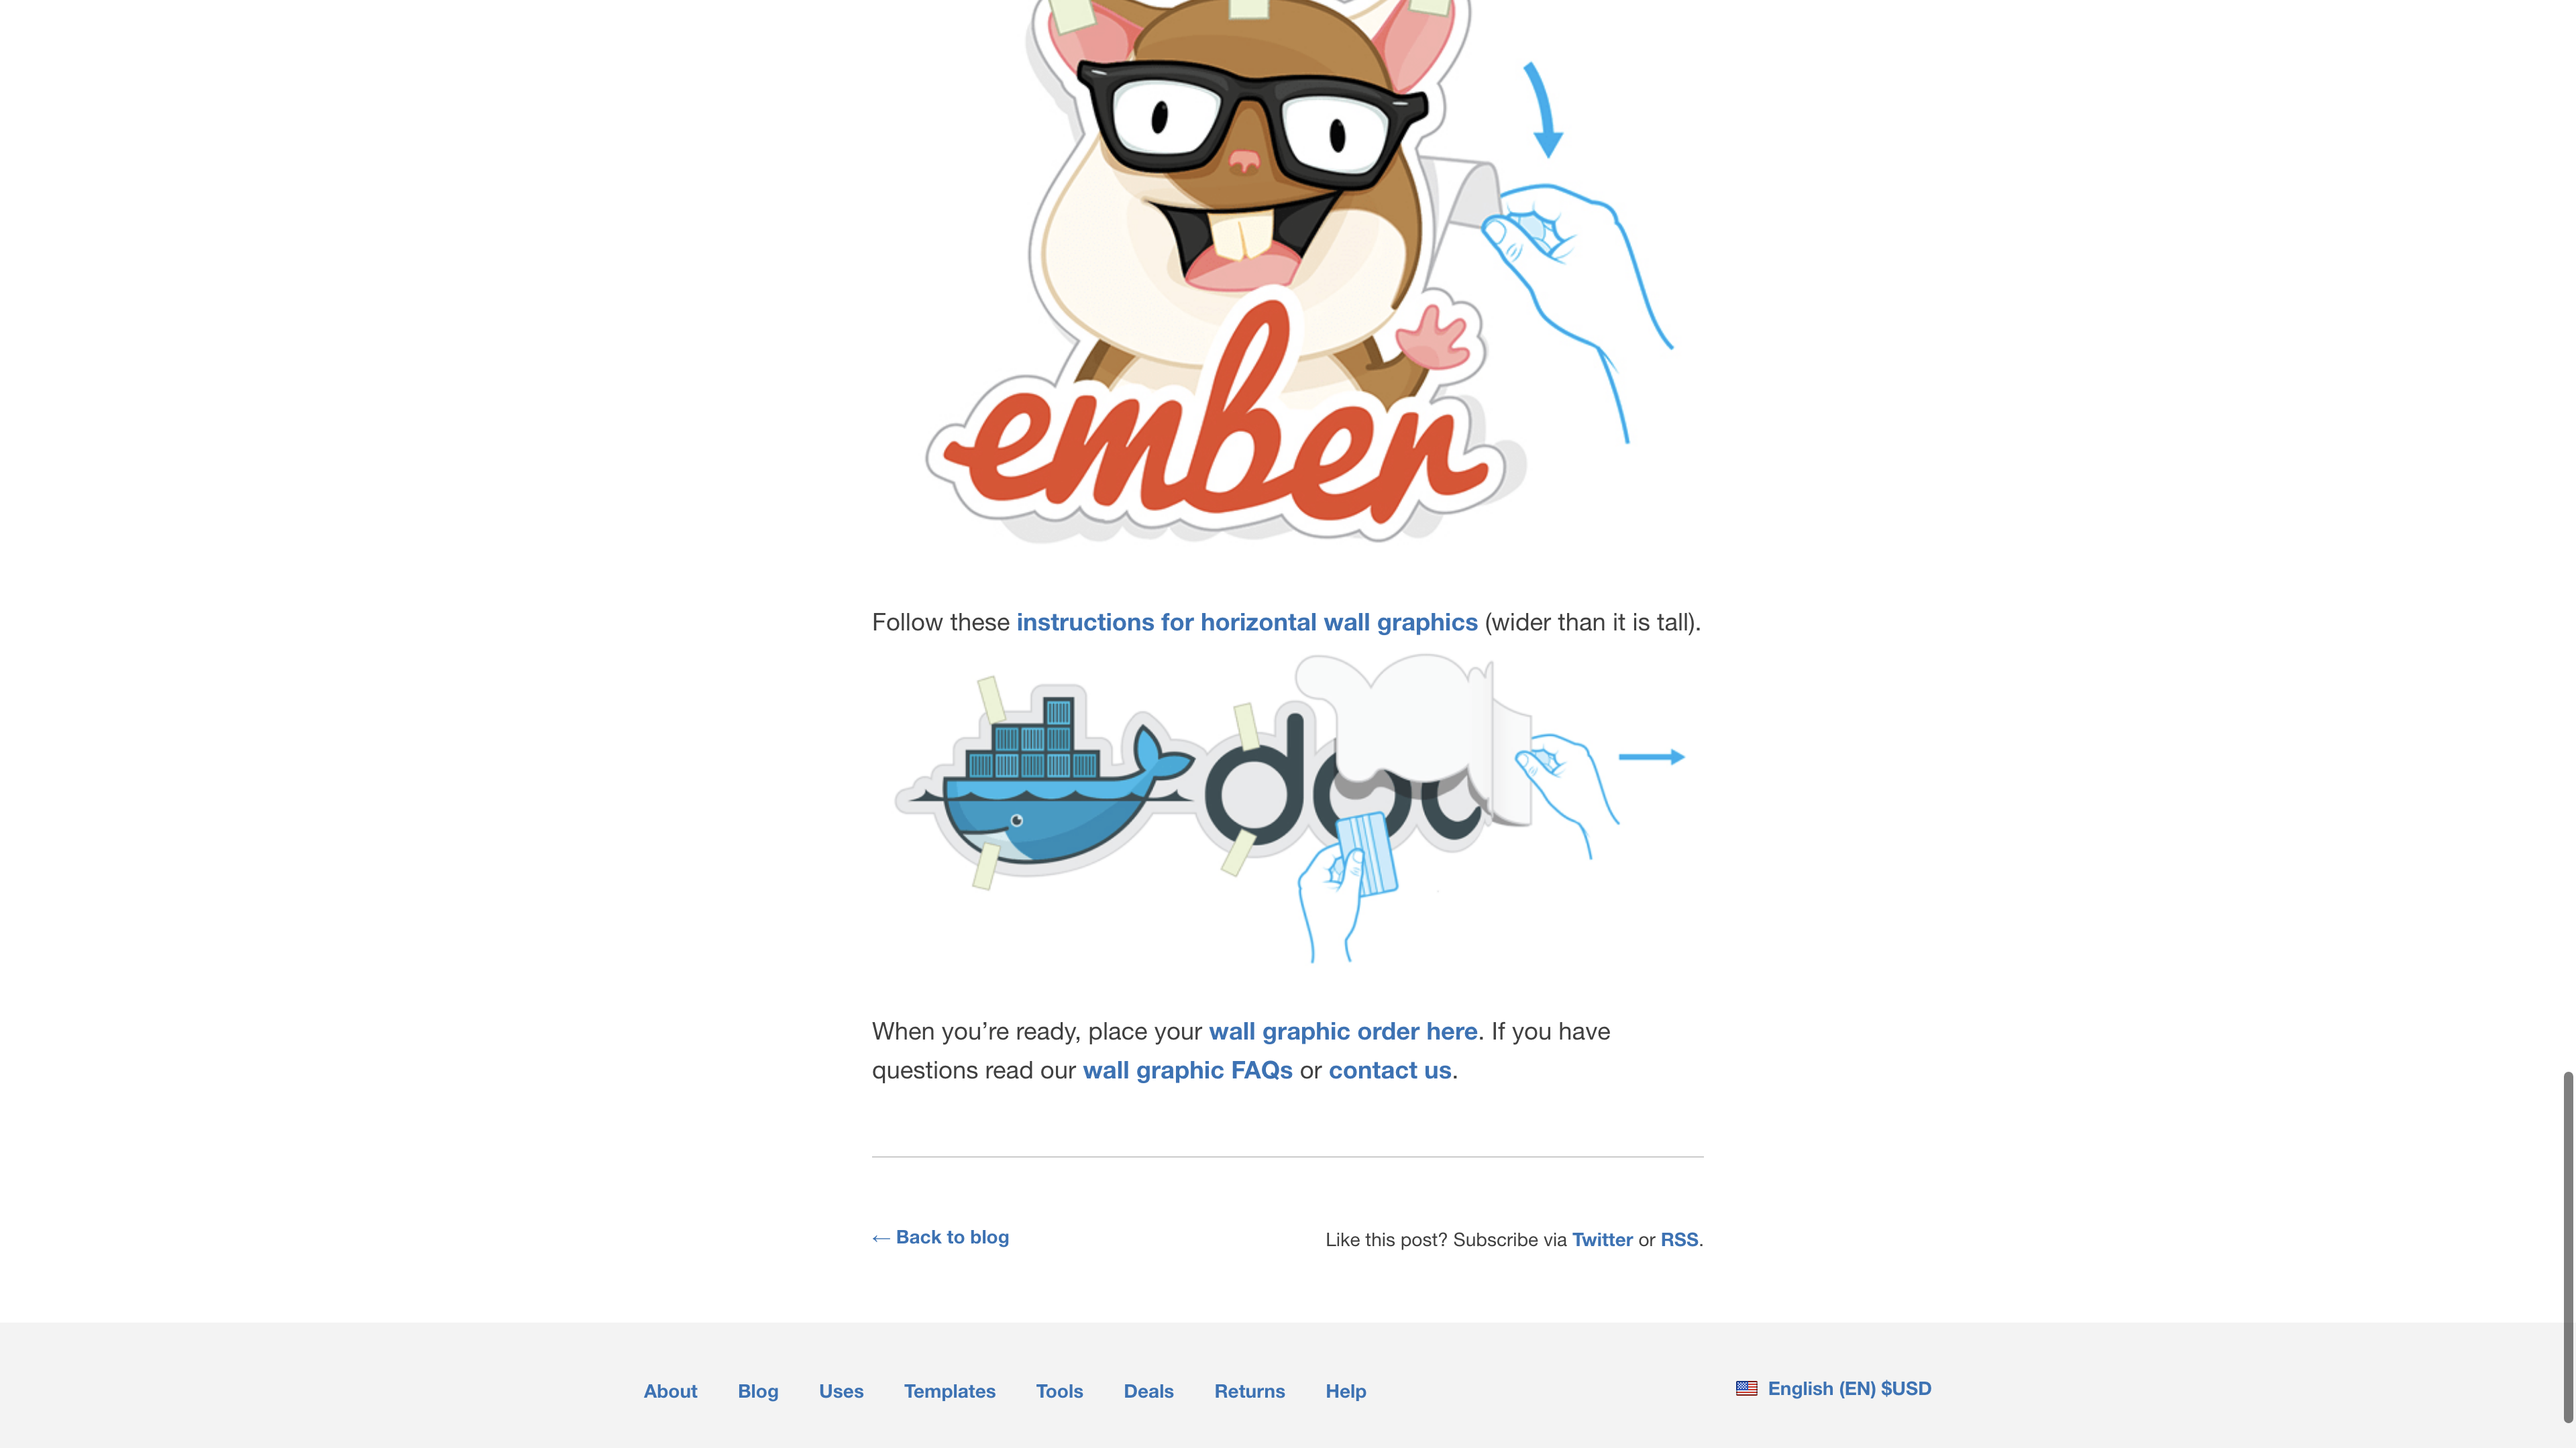 ember
Follow these instructions for horizontal wall graphics (wider than it is tall).
doc
When you’re ready, place your wall graphic order here. If you have
questions read our wall graphic FAQs or contact us.
← Back to blog
Like this post? Subscribe via Twitter or RSS.
About Blog Uses Templates Tools Deals Returns Help
English (EN) $USD